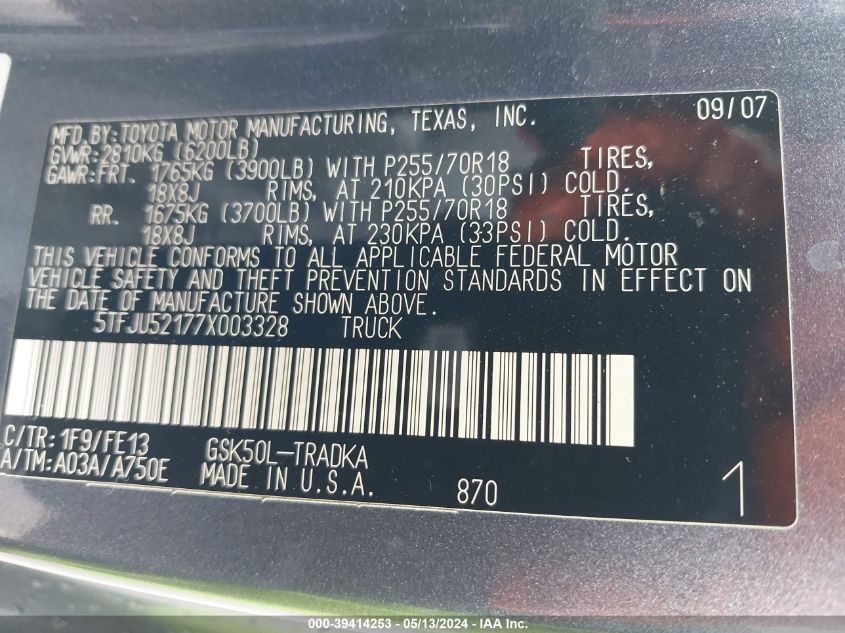 MFD.BY:TOYOTA MOTOR MANUFACTURING, TEXAS, INC. 09/07
GVWR:2810KG (6200LB)
GAWR:FRT. 1765KG (3900LB) WITH P255/70R18 TIRES,
18X8J RIMS, AT 210KPA (30PSI) COLD.
RR. 1675KG (3700LB) WITH P255/70R18 TIRES,
18X8J RIMS, AT 230KPA (33PSI) COLD.
THIS VEHICLE CONFORMS TO ALL APPLICABLE FEDERAL MOTOR
VEHICLE SAFETY AND THEFT PREVENTION STANDARDS IN EFFECT ON
THE DATE OF MANUFACTURE SHOWN ABOVE.
5TFJU52177X003328 TRUCK
C/TR:1F9/FE13 GSK50L-TRADKA
A/TM:A03A/A750E MADE IN U.S.A. 870 1
000-39414253 - 05/13/2024 - IAA Inc.